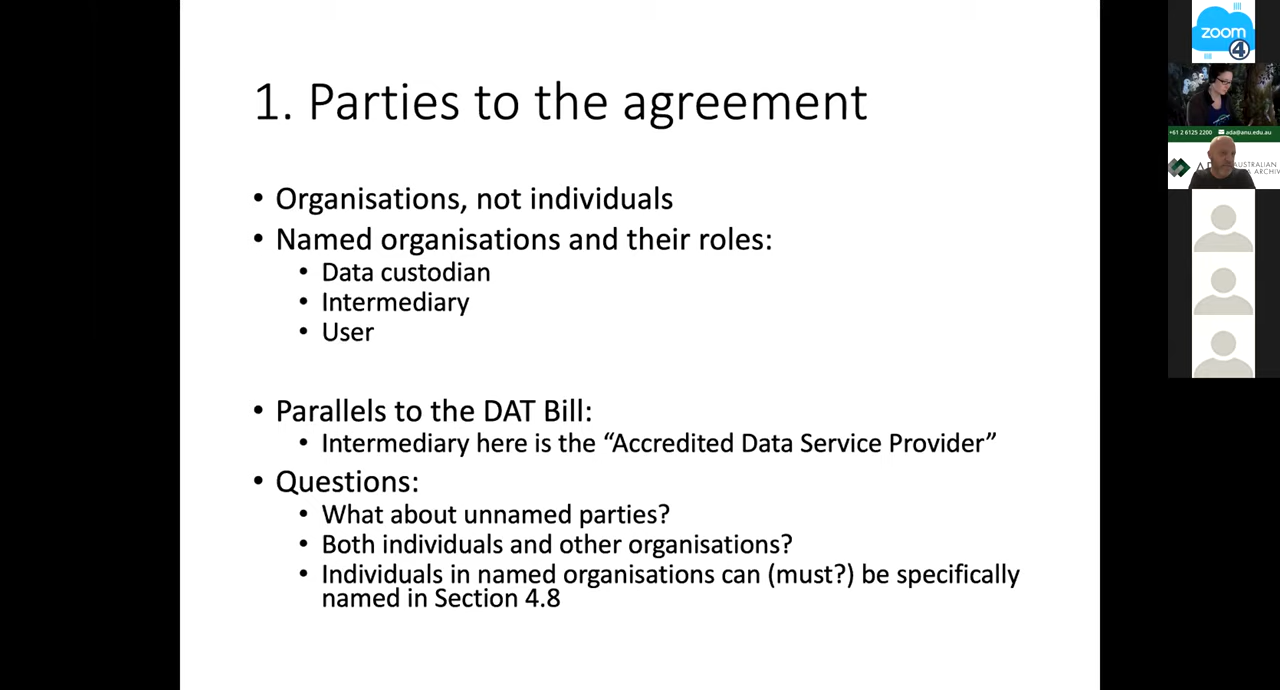 1. Parties to the agreement
• Organisations, not individuals
• Named organisations and their roles:
• Data custodian
• Intermediary
• User
• Parallels to the DAT Bill:
• Intermediary here is the “Accredited Data Service Provider”
• Questions:
• What about unnamed parties?
• Both individuals and other organisations?
• Individuals in named organisations can (must?) be specifically
named in Section 4.8
zoom
4
+61 2 6125 2200 ada@anu.edu.au
AUSTRALIAN